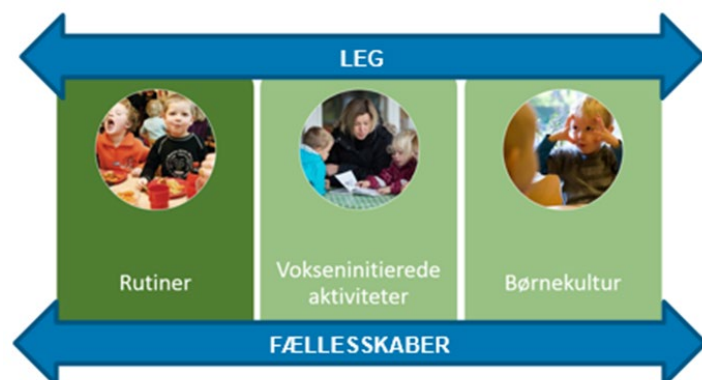 LEG
Rutiner
Vokseninitierede
aktiviteter
Børnekultur
FÆLLESSKABER